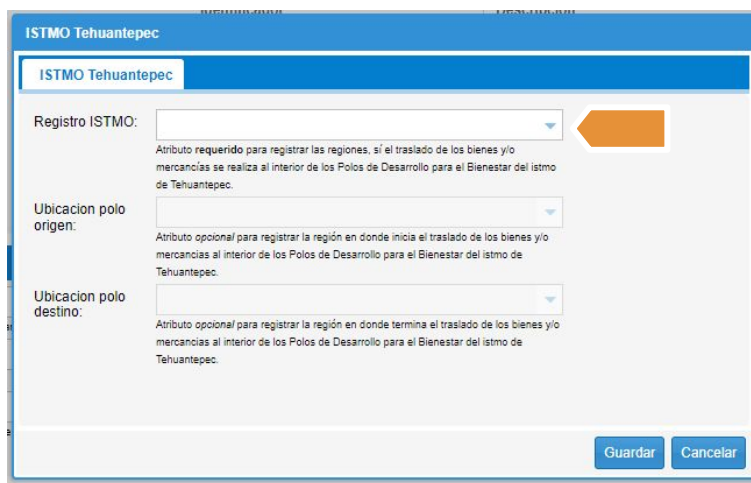 ISTMO Tehuantepec
ISTMO Tehuantepec
Registro ISTMO:
Atributo requerido para registrar las regiones, sí el traslado de los bienes y/o
mercancías se realiza al interior de los Polos de Desarrollo para el Bienestar del istmo
de Tehuantepec.
Ubicacion polo
origen:
Atributo opcional para registrar la región en donde inicia el traslado de los bienes y/o
mercancias al interior de los Polos de Desarrollo para el Bienestar del istmo de
Tehuantepec.
Ubicacion polo
destino:
Atributo opcional para registrar la región en donde termina el traslado de los bienes y/o
mercancias al interior de los Polos de Desarrollo para el Bienestar del istmo de
Tehuantepec.
Guardar Cancelar